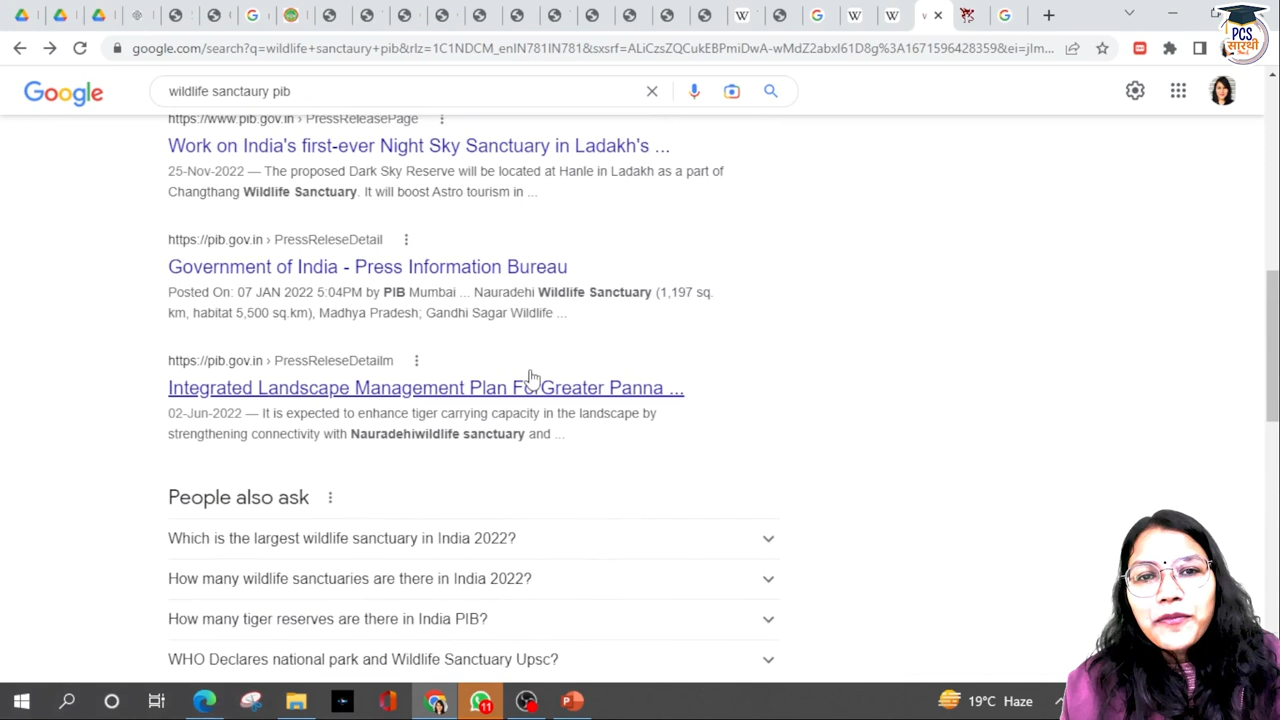 google.com/search?q=wildlife+sanctaury+pib&rlz=1C1NDCM_enIN781IN781&sxsrf=ALiCzsZQCukEBPmiDwA-wMdZ2abxI61D8g%3A1671596428359&ei=jlm...
PCS
सारथी
Google
wildlife sanctaury pib
https://www.pib.gov.in › PressReleasePage
Work on India's first-ever Night Sky Sanctuary in Ladakh's ...
25-Nov-2022 — The proposed Dark Sky Reserve will be located at Hanle in Ladakh as a part of
Changthang Wildlife Sanctuary. It will boost Astro tourism in ...
https://pib.gov.in › PressReleseDetail
Government of India - Press Information Bureau
Posted On: 07 JAN 2022 5:04PM by PIB Mumbai ... Nauradehi Wildlife Sanctuary (1,197 sq.
km, habitat 5,500 sq.km), Madhya Pradesh; Gandhi Sagar Wildlife ...
https://pib.gov.in › PressReleseDetailm
Integrated Landscape Management Plan For Greater Panna ...
02-Jun-2022 — It is expected to enhance tiger carrying capacity in the landscape by
strengthening connectivity with Nauradehiwildlife sanctuary and ...
People also ask
Which is the largest wildlife sanctuary in India 2022?
How many wildlife sanctuaries are there in India 2022?
How many tiger reserves are there in India PIB?
WHO Declares national park and Wildlife Sanctuary Upsc?
11
19°C Haze